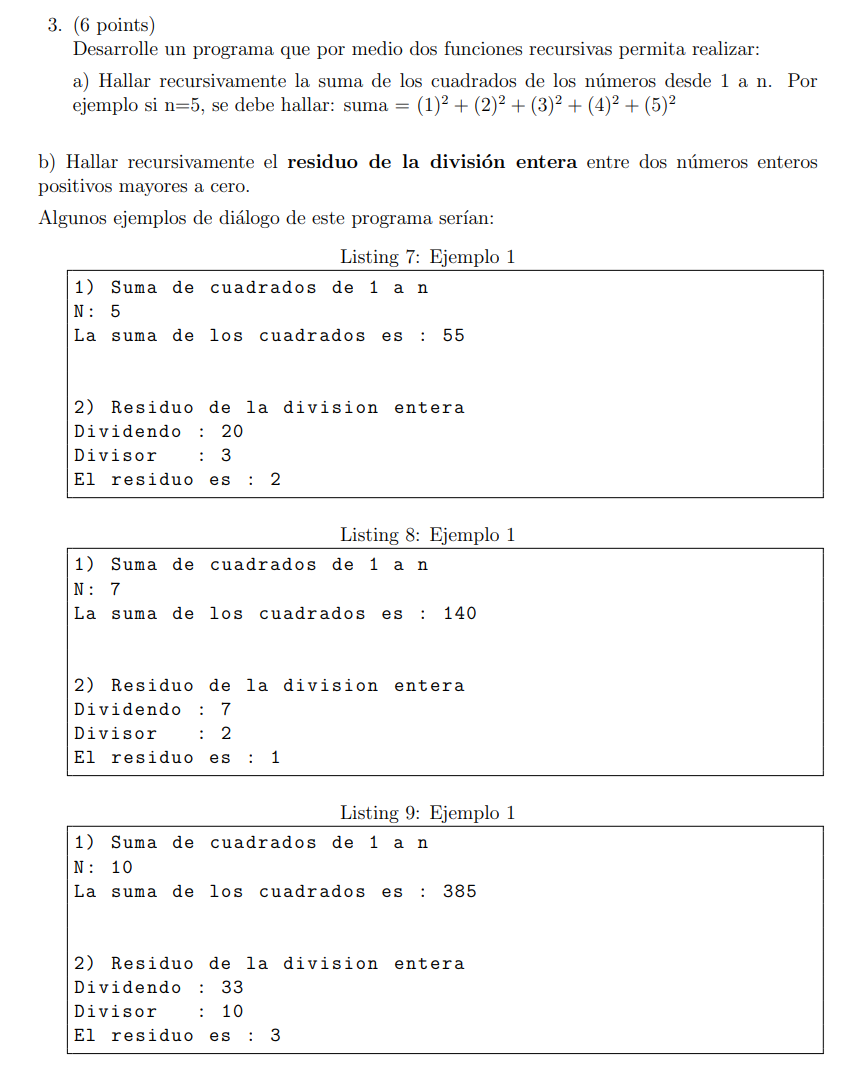 3. (6 points)
Desarrolle un programa que por medio dos funciones recursivas permita realizar:
a) Hallar recursivamente la suma de los cuadrados de los números desde 1 a n. Por
ejemplo si n=5, se debe hallar: suma = (1)² + (2)² + (3)² + (4)² + (5)²
b) Hallar recursivamente el residuo de la división entera entre dos números enteros
positivos mayores a cero.
Algunos ejemplos de diálogo de este programa serían:
Listing 7: Ejemplo 1
1) Suma de cuadrados de 1 a n
N: 5
La suma de los cuadrados es : 55
2) Residuo de la division entera
Dividendo : 20
Divisor : 3
El residuo es : 2
Listing 8: Ejemplo 1
1) Suma de cuadrados de 1 a n
N: 7
La suma de los cuadrados es : 140
2) Residuo de la division entera
Dividendo : 7
Divisor : 2
El residuo es : 1
Listing 9: Ejemplo 1
1) Suma de cuadrados de 1 a n
N: 10
La suma de los cuadrados es : 385
2) Residuo de la division entera
Dividendo : 33
Divisor : 10
El residuo es : 3